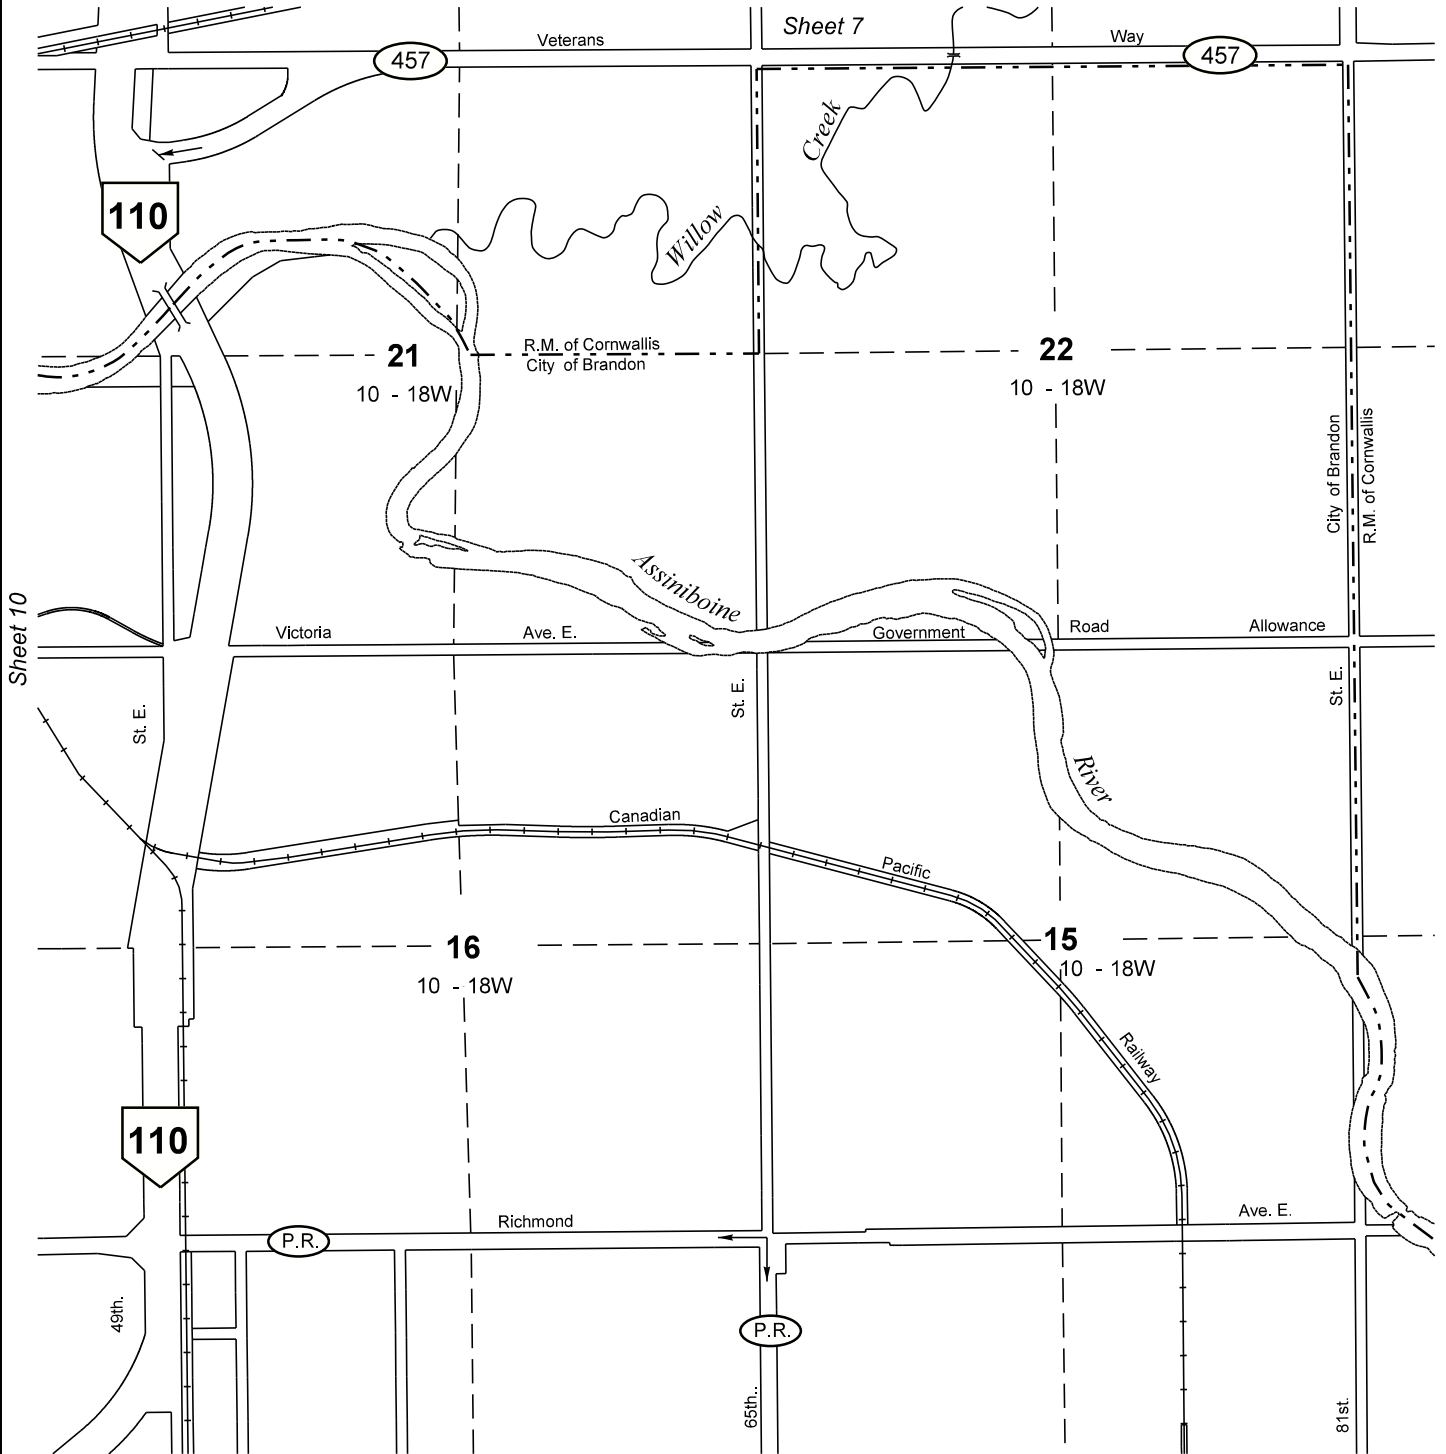 Sheet 7
Veterans
Way
457
457
Creek
110
Willow
R.M. of Cornwallis
City of Brandon
21
10 - 18W
22
10 - 18W
City of Brandon
R.M. of Cornwallis
Sheet 10
Assiniboine
Victoria
Ave. E.
Government
Road
Allowance
St. E.
St. E.
St. E.
River
Canadian
Pacific
16
10 - 18W
15
10 - 18W
Railway
110
Richmond
Ave. E.
P.R.
49th.
P.R.
65th..
81st.